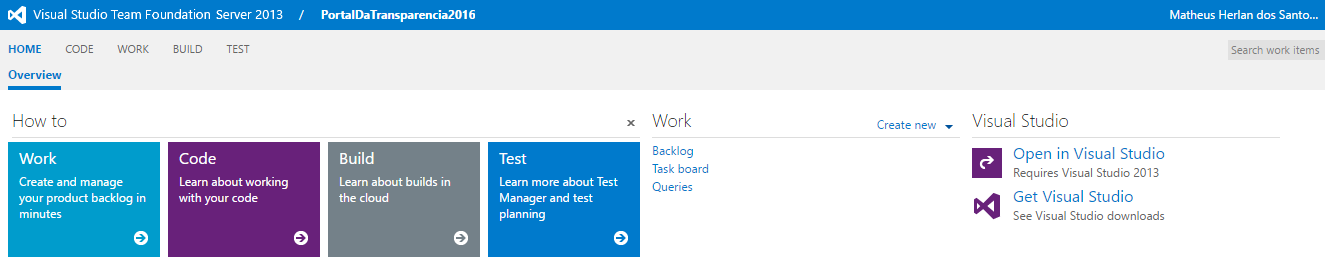 Visual Studio Team Foundation Server 2013 / PortalDaTransparencia2016
Matheus Herlan dos Santo...
HOME CODE WORK BUILD TEST
Search work items
Overview
How to
×
Work
Create and manage
your product backlog in
minutes
Code
Learn about working
with your code
Build
Learn about builds in
the cloud
Test
Learn more about Test
Manager and test
planning
Work
Create new
Backlog
Task board
Queries
Visual Studio
Open in Visual Studio
Requires Visual Studio 2013
Get Visual Studio
See Visual Studio downloads